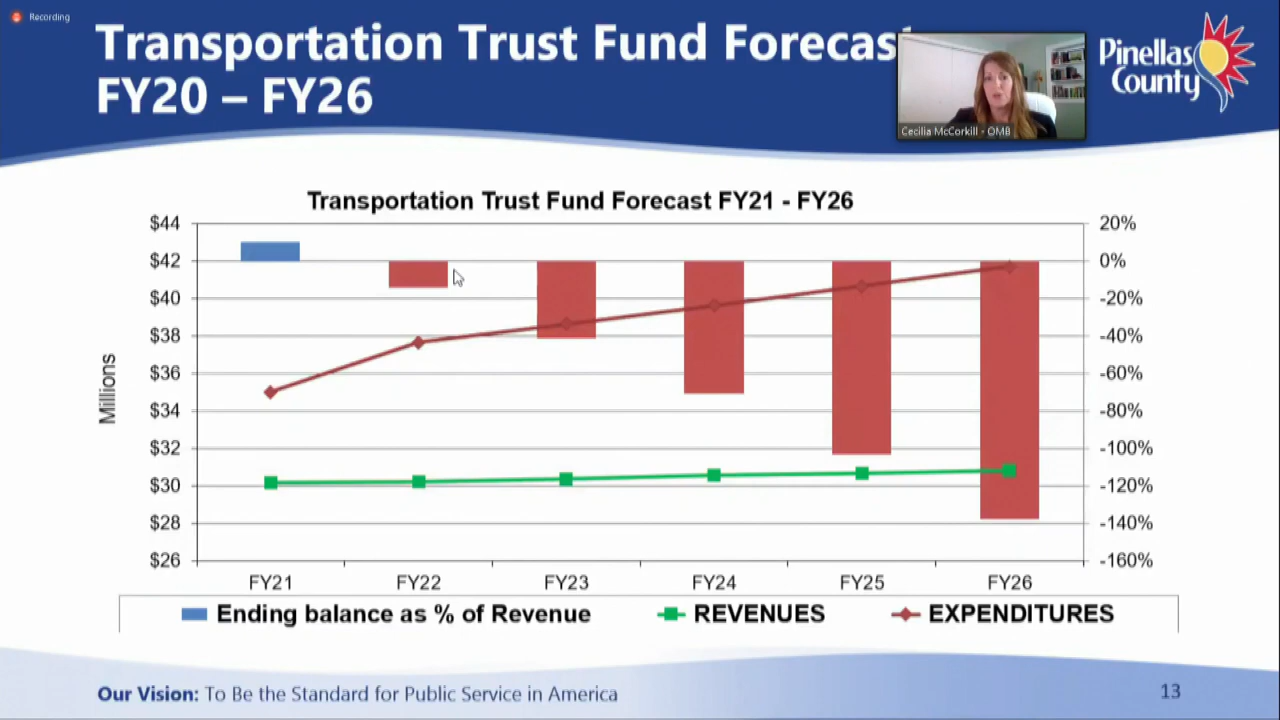 Recording
Transportation Trust Fund Forecast
FY20 – FY26
Cecilia McCorkill - OMB
Pinellas
County
Transportation Trust Fund Forecast FY21 - FY26
Millions
$44
$42
$40
$38
$36
$34
$32
$30
$28
$26
20%
0%
-20%
-40%
-60%
-80%
-100%
-120%
-140%
-160%
FY21 FY22 FY23 FY24 FY25 FY26
Ending balance as % of Revenue REVENUES EXPENDITURES
Our Vision: To Be the Standard for Public Service in America
13